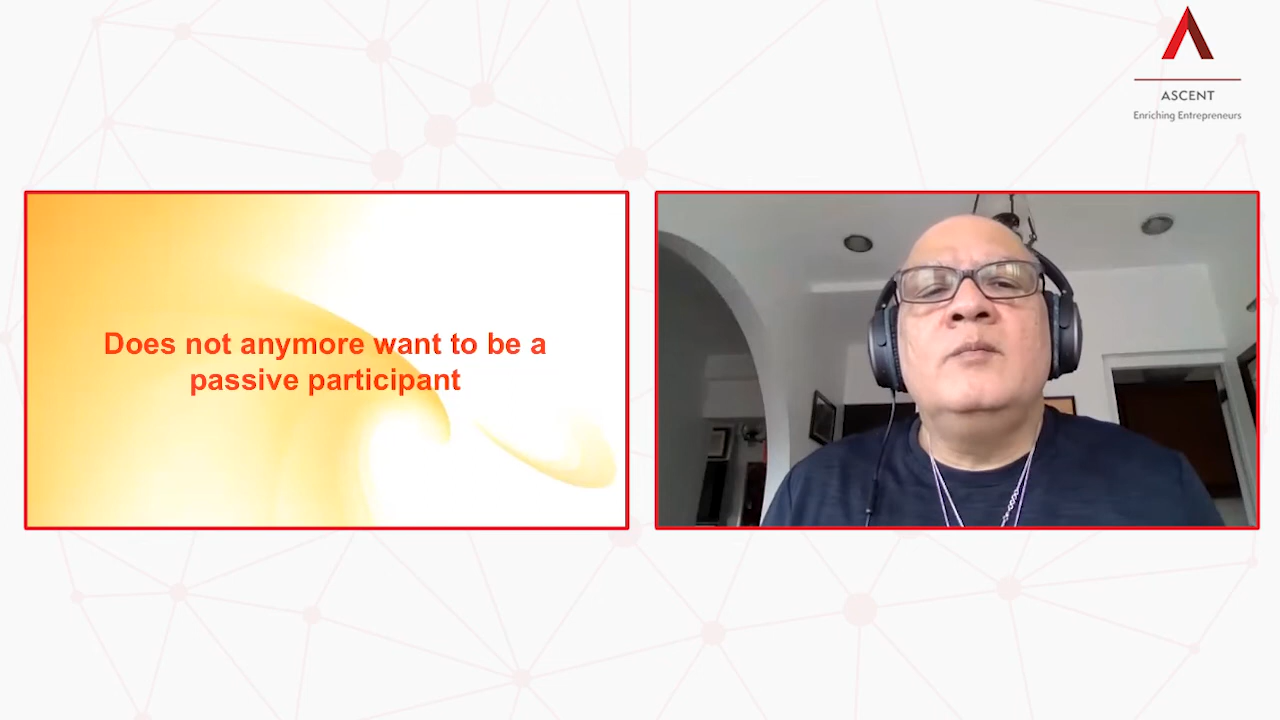 ASCENT
Enriching Entrepreneurs
Does not anymore want to be a
passive participant